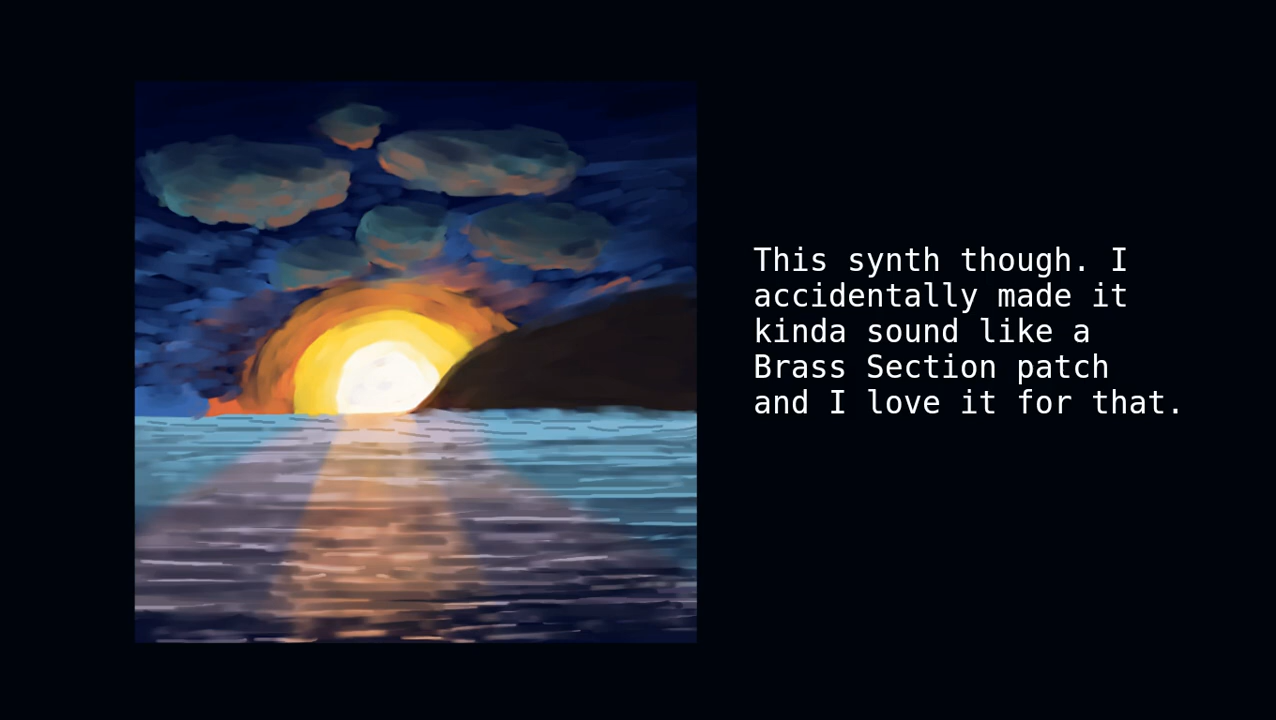 This synth though. I
accidentally made it
kinda sound like a
Brass Section patch
and I love it for that.